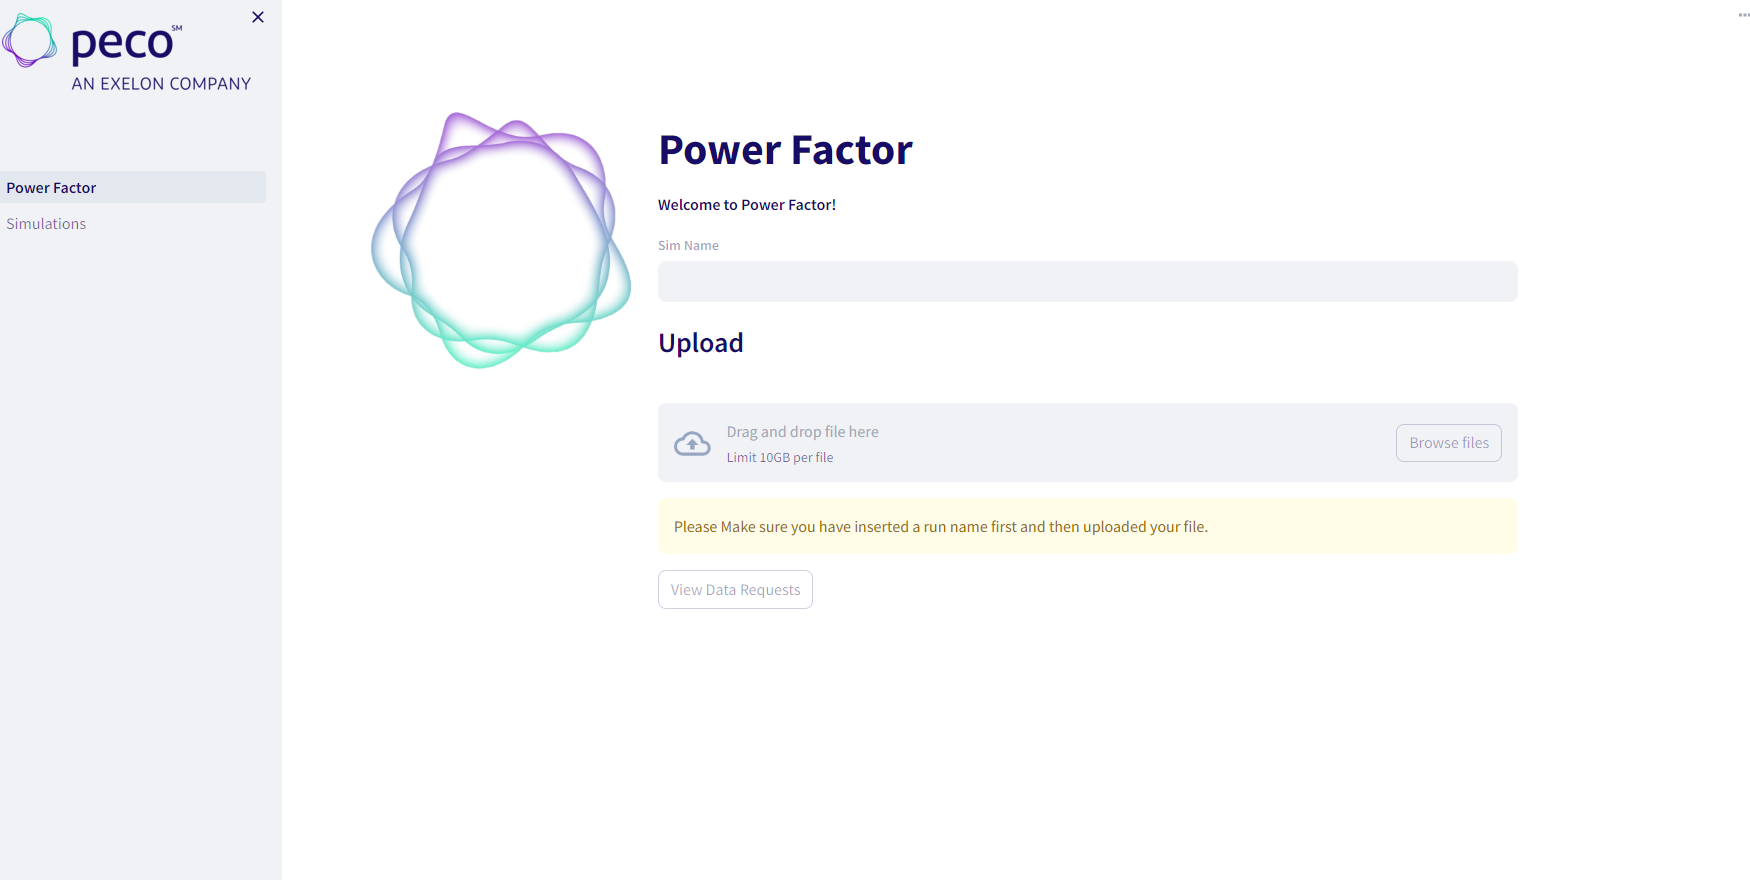 peco℠
AN EXELON COMPANY
Power Factor
Simulations
Power Factor
Welcome to Power Factor!
Sim Name
Upload
Drag and drop file here
Limit 10GB per file
Browse files
Please Make sure you have inserted a run name first and then uploaded your file.
View Data Requests